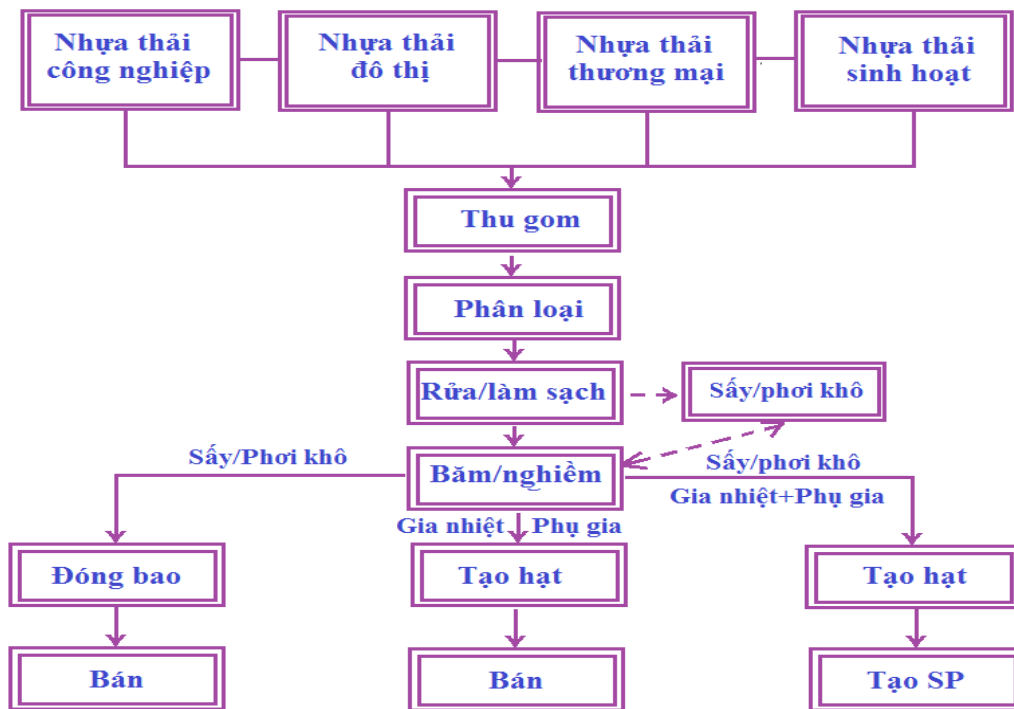 Nhựa thải
công nghiệp
Nhựa thải
đô thị
Nhựa thải
thương mại
Nhựa thải
sinh hoạt
Thu gom
Phân loại
Rửa/làm sạch
Sấy/phơi khô
Sấy/Phơi khô
Băm/nghiềm
Sấy/phơi khô
Gia nhiệt+Phụ gia
Gia nhiệt
Phụ gia
Đóng bao
Tạo hạt
Tạo hạt
Bán
Bán
Tạo SP